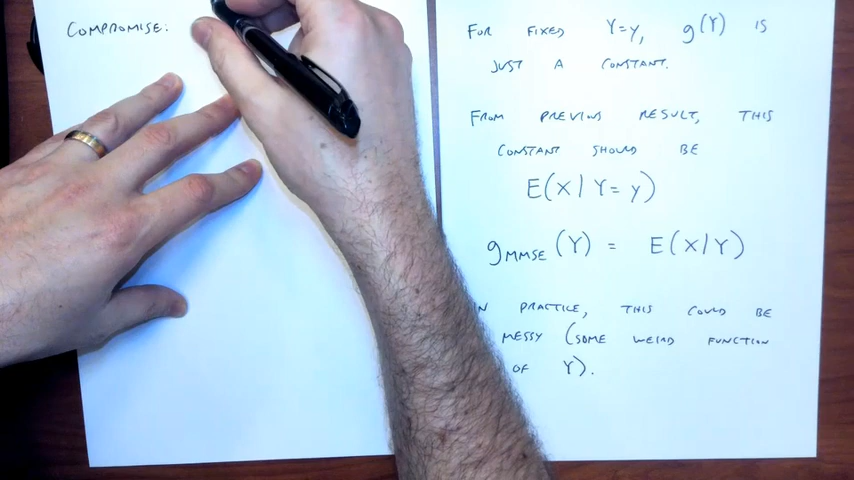 COMPROMISE:
FOR FIXED Y=y, g(Y) IS
JUST A CONSTANT.
FROM PREVIOUS RESULT, THIS
CONSTANT SHOULD BE
E(X|Y=y)
gMMSE(Y) = E(X|Y)
PRACTICE, THIS COULD BE
MESSY (SOME WEIRD FUNCTION
OF Y).